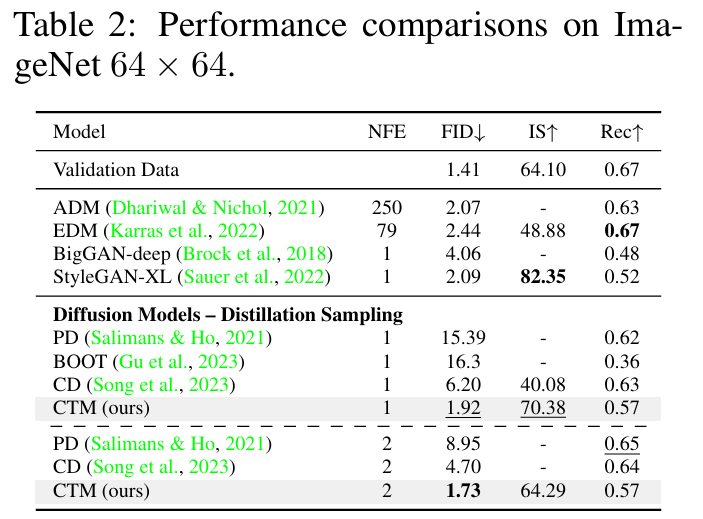 Table 2: Performance comparisons on Ima-
geNet 64 × 64.
Model NFE FID↓ IS↑ Rec↑
Validation Data 1.41 64.10 0.67
ADM (Dhariwal & Nichol, 2021) 250 2.07 - 0.63
EDM (Karras et al., 2022) 79 2.44 48.88 0.67
BigGAN-deep (Brock et al., 2018) 1 4.06 - 0.48
StyleGAN-XL (Sauer et al., 2022) 1 2.09 82.35 0.52
Diffusion Models – Distillation Sampling
PD (Salimans & Ho, 2021) 1 15.39 - 0.62
BOOT (Gu et al., 2023) 1 16.3 - 0.36
CD (Song et al., 2023) 1 6.20 40.08 0.63
CTM (ours) 1 1.92 70.38 0.57
PD (Salimans & Ho, 2021) 2 8.95 - 0.65
CD (Song et al., 2023) 2 4.70 - 0.64
CTM (ours) 2 1.73 64.29 0.57